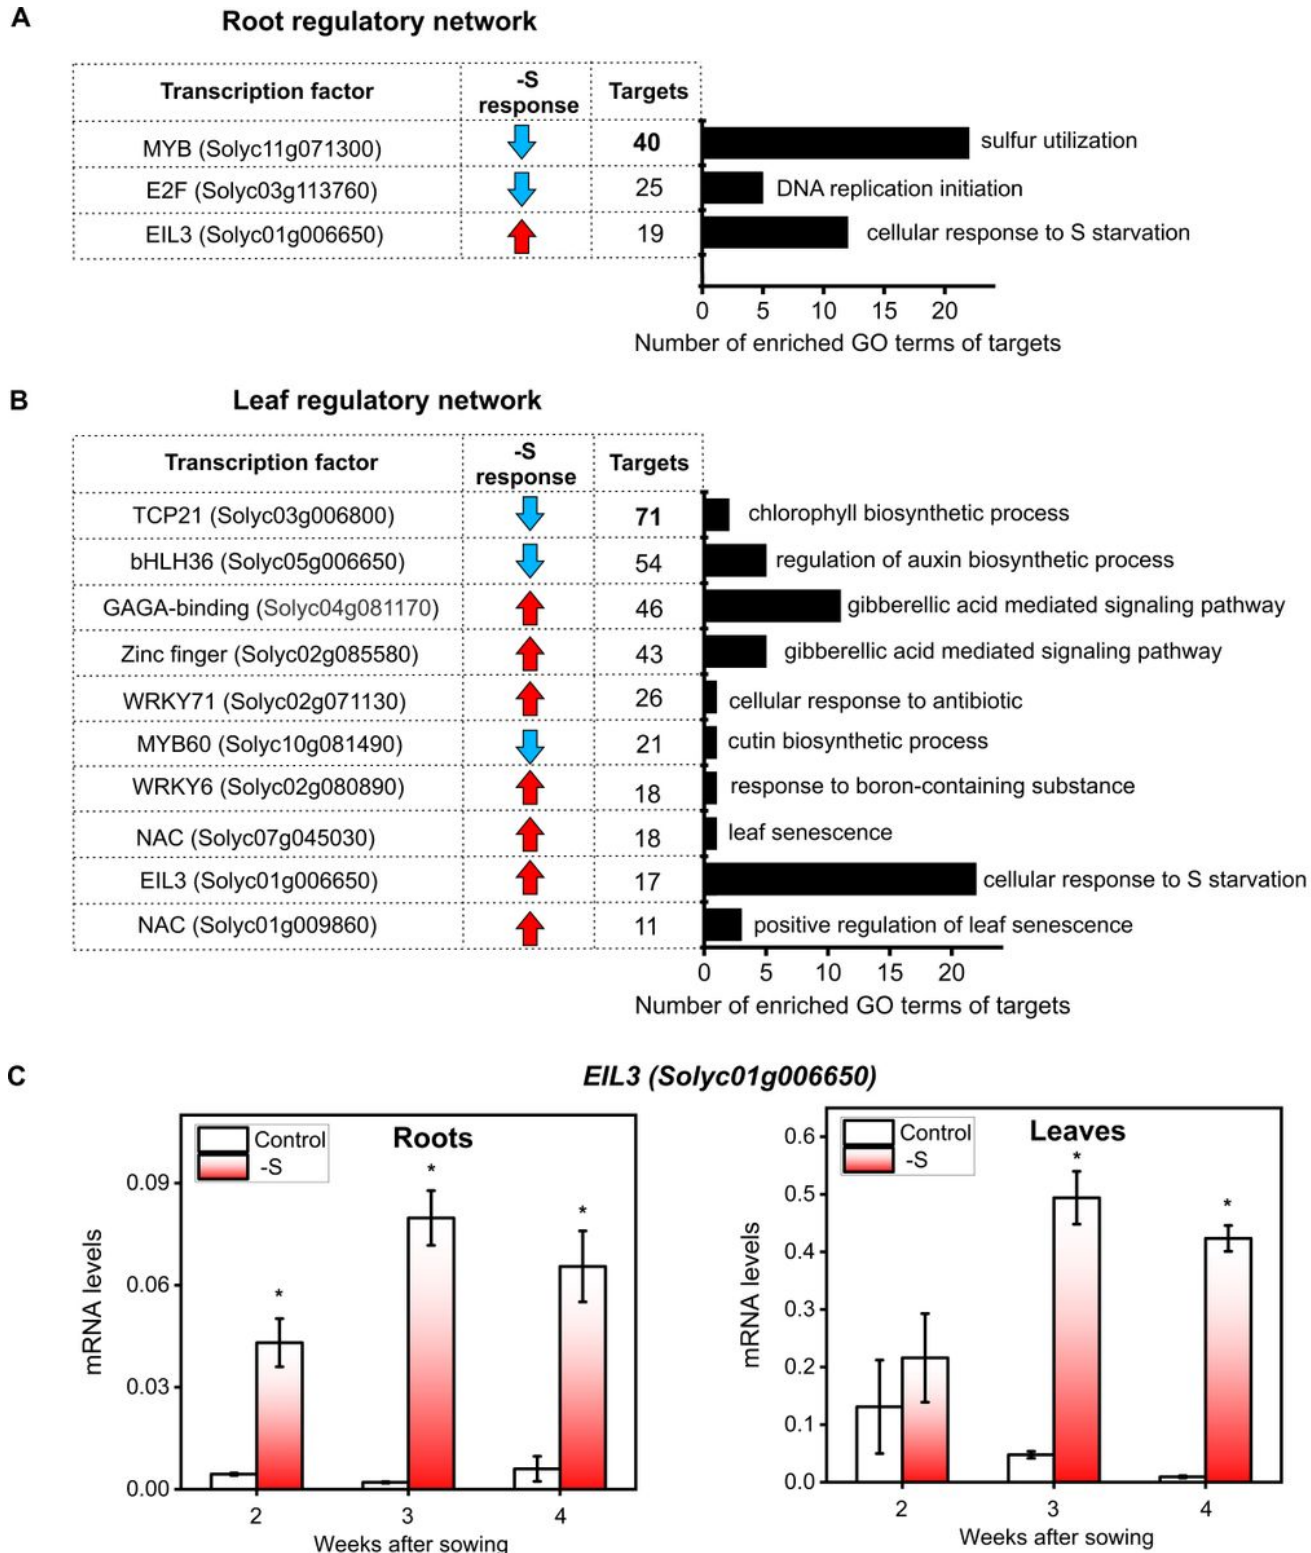 A
Root regulatory network
Transcription factor
-S
response
Targets
MYB (Solyc11g071300)
40
sulfur utilization
E2F (Solyc03g113760)
25
DNA replication initiation
EIL3 (Solyc01g006650)
19
cellular response to S starvation
0 5 10 15 20
Number of enriched GO terms of targets
B
Leaf regulatory network
Transcription factor
-S
response
Targets
TCP21 (Solyc03g006800)
71
chlorophyll biosynthetic process
bHLH36 (Solyc05g006650)
54
regulation of auxin biosynthetic process
GAGA-binding (Solyc04g081170)
46
gibberellic acid mediated signaling pathway
Zinc finger (Solyc02g085580)
43
gibberellic acid mediated signaling pathway
WRKY71 (Solyc02g071130)
26
cellular response to antibiotic
MYB60 (Solyc10g081490)
21
cutin biosynthetic process
WRKY6 (Solyc02g080890)
18
response to boron-containing substance
NAC (Solyc07g045030)
18
leaf senescence
EIL3 (Solyc01g006650)
17
cellular response to S starvation
NAC (Solyc01g009860)
11
positive regulation of leaf senescence
0 5 10 15 20
Number of enriched GO terms of targets
C
EIL3 (Solyc01g006650)
Control
-S
Roots
mRNA levels
0.09
0.06
0.03
0.00
*
*
*
2 3 4
Weeks after sowing
Control
-S
Leaves
mRNA levels
0.6
0.5
0.4
0.3
0.2
0.1
0.0
*
*
2 3 4
Weeks after sowing